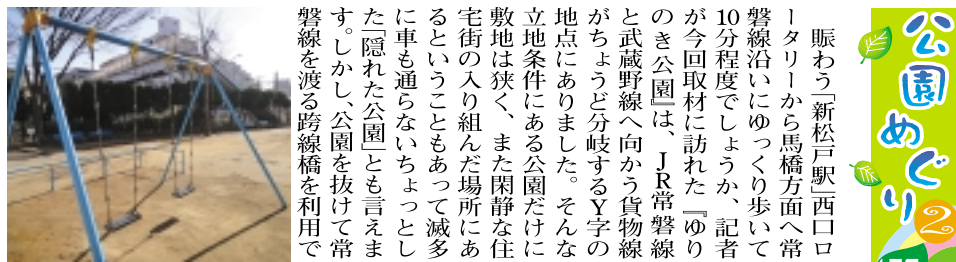 公園めぐり
2
賑わう「新松戸駅」西口ロ
ータリーから馬橋方面へ常
磐線沿いにゆっくり歩いて
10分程度でしょうか、記者
が今回取材に訪れた『ゆり
のき公園』は、JR常磐線
と武蔵野線へ向かう貨物線
がちょうど分岐するY字の
地点にありました。そんな
立地条件にある公園だけに
敷地は狭く、また閑静な住
宅街の入り組んだ場所にあ
るということもあって滅多
に車も通らないちょっとし
た「隠れた公園」とも言えま
す。しかし、公園を抜けて常
磐線を渡る跨線橋を利用で